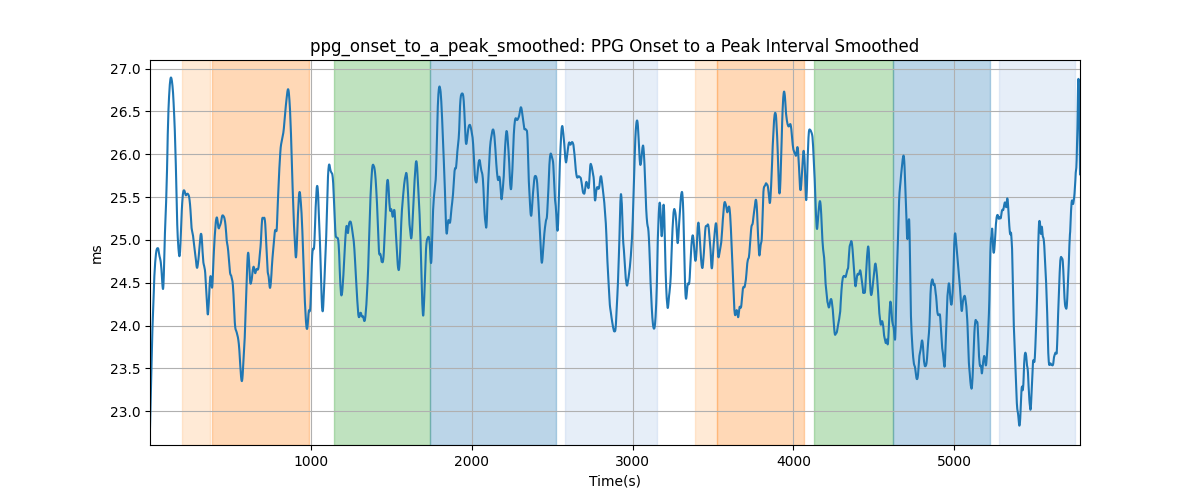 ppg_onset_to_a_peak_smoothed: PPG Onset to a Peak Interval Smoothed
27.0
26.5
26.0
25.5
25.0
24.5
24.0
23.5
23.0
ms
1000 2000 3000 4000 5000
Time(s)